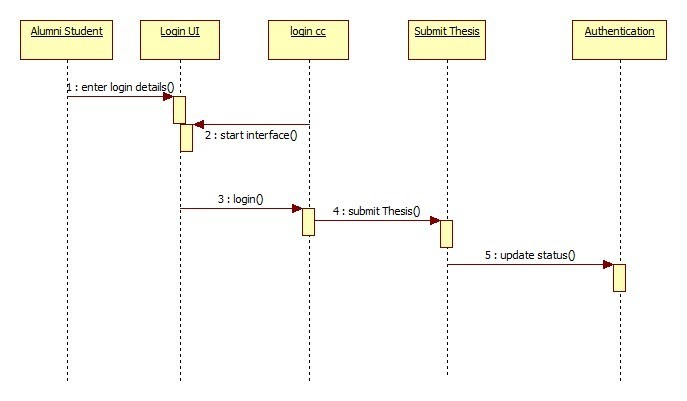 Alumni Student
Login UI
login cc
Submit Thesis
Authentication
1 : enter login details()
2 : start interface()
3 : login()
4 : submit Thesis()
5 : update status()